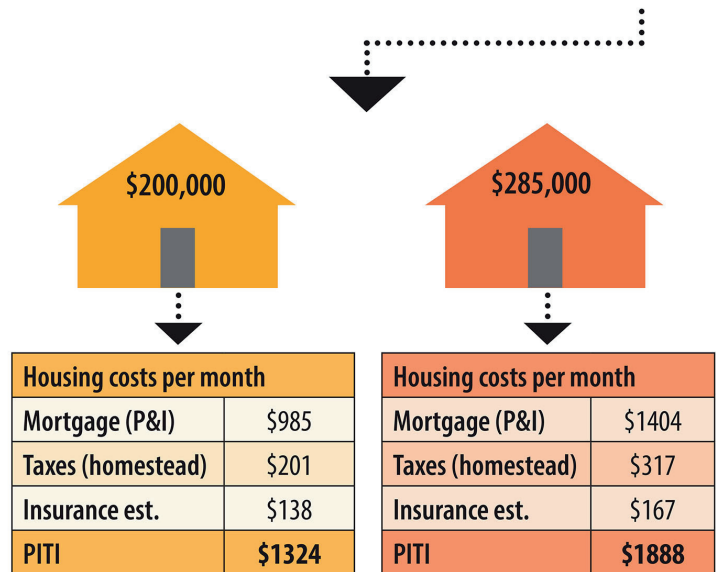 $200,000
$285,000
Housing costs per month
Mortgage (P&I) $985
Taxes (homestead) $201
Insurance est. $138
PITI $1324
Housing costs per month
Mortgage (P&I) $1404
Taxes (homestead) $317
Insurance est. $167
PITI $1888